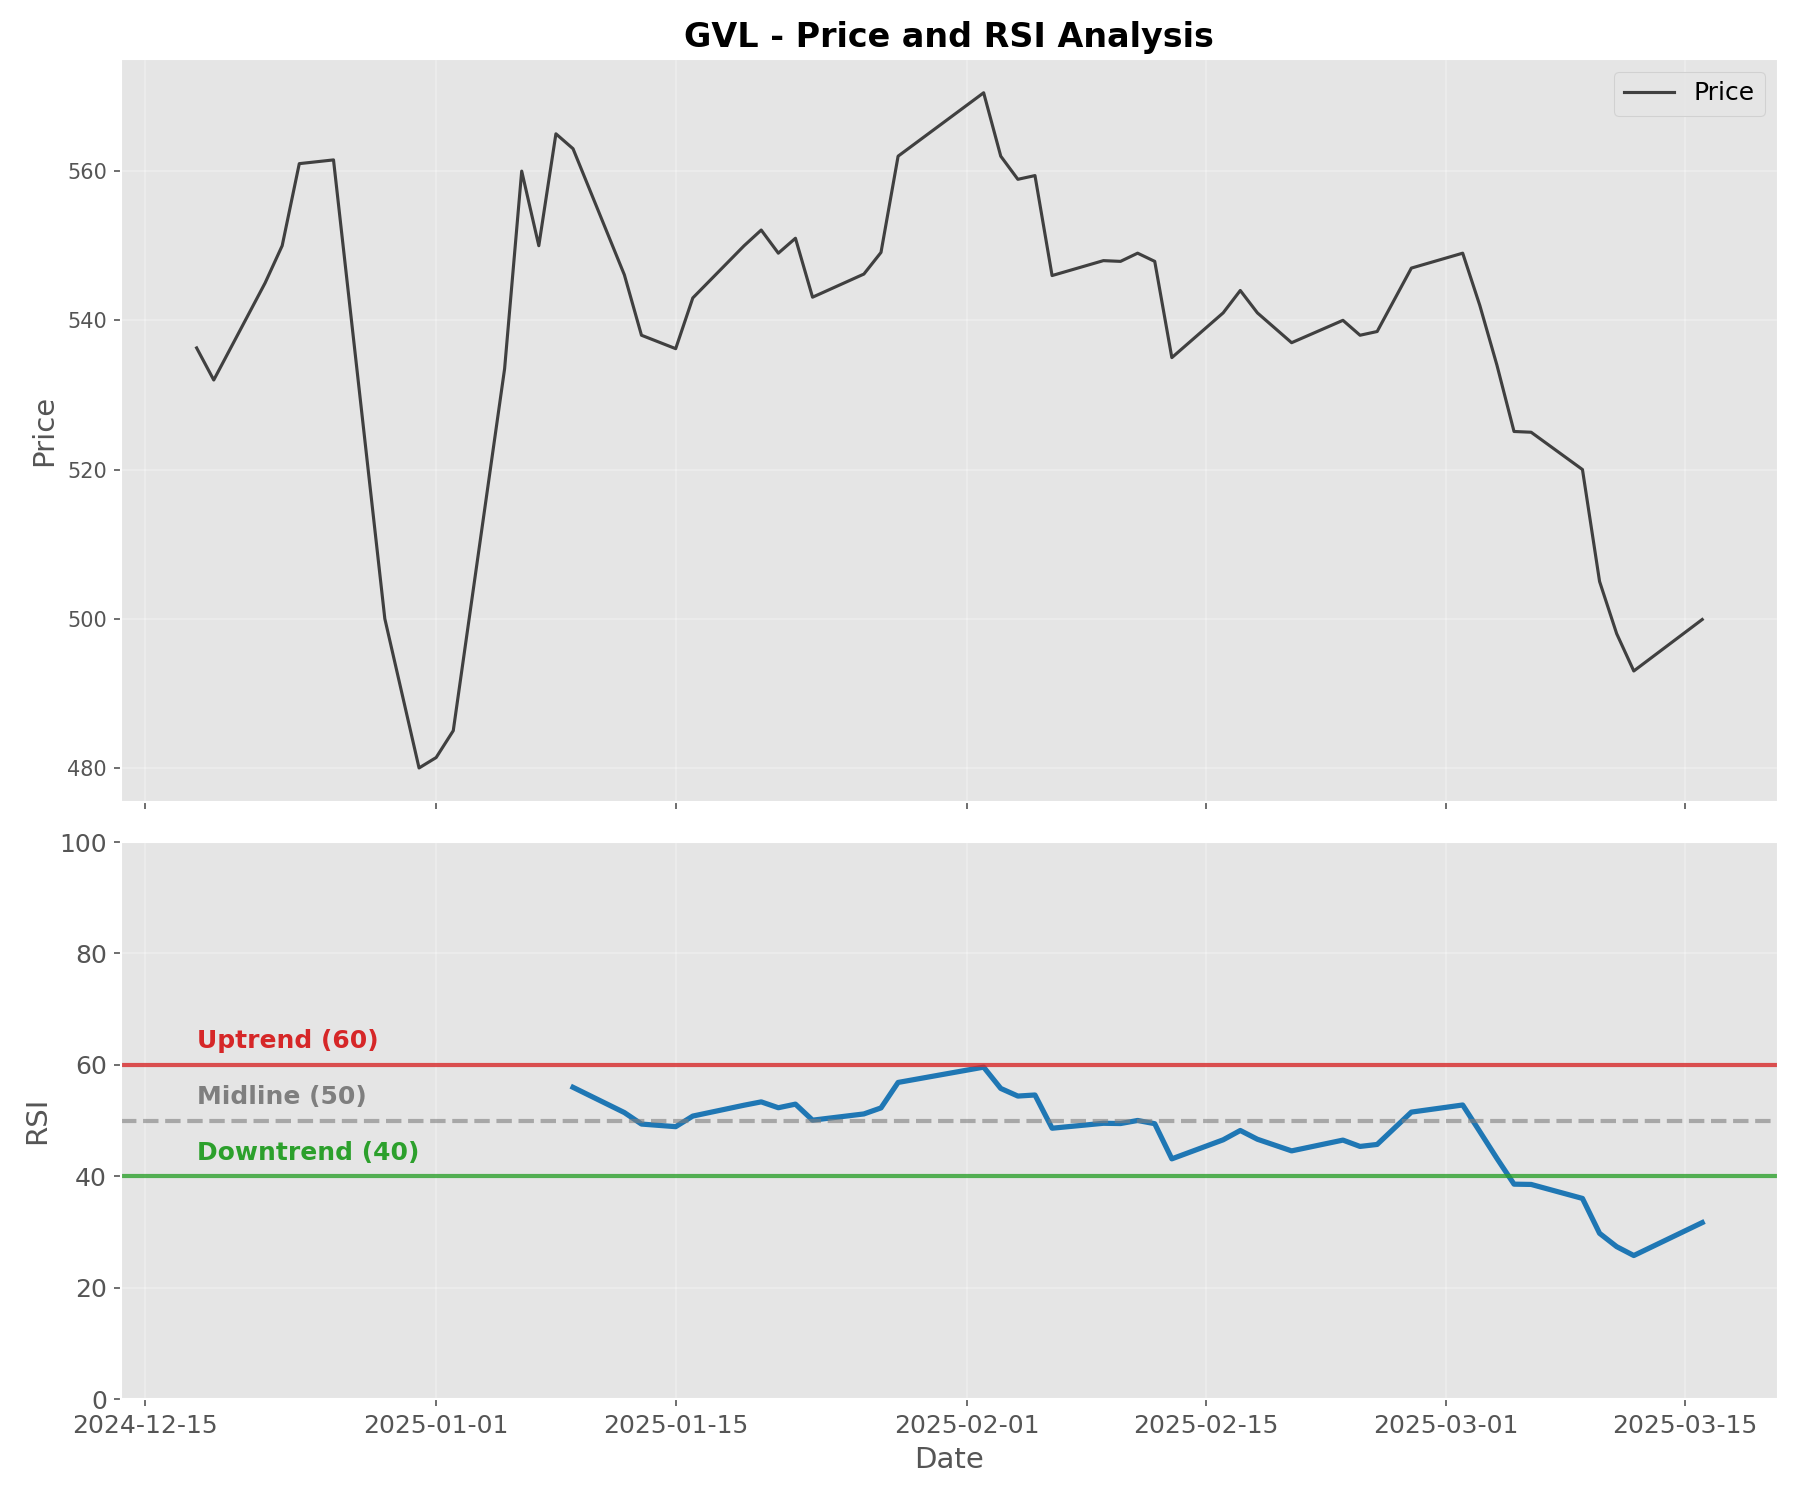 GVL - Price and RSI Analysis
Price
560
540
520
500
480
Price
100
80
60
40
20
0
RSI
Uptrend (60)
Midline (50)
Downtrend (40)
2024-12-15
2025-01-01
2025-01-15
2025-02-01
2025-02-15
2025-03-01
2025-03-15
Date